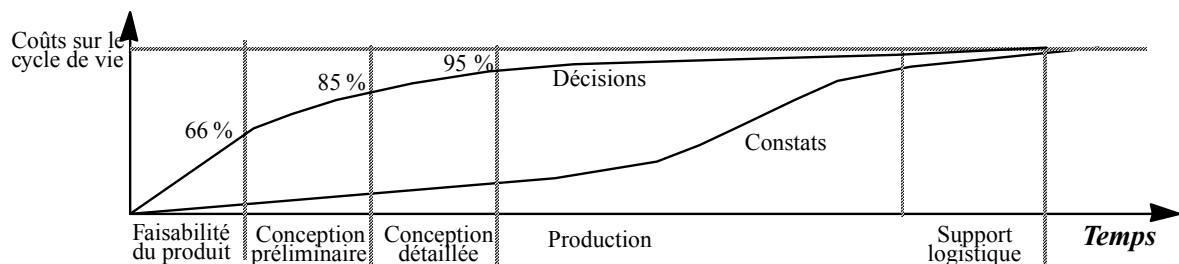 Coûts sur le
cycle de vie
66 %
85 %
95 %
Décisions
Constats
Faisabilité
du produit
Conception
préliminaire
Conception
détaillée
Production
Support
logistique
Temps